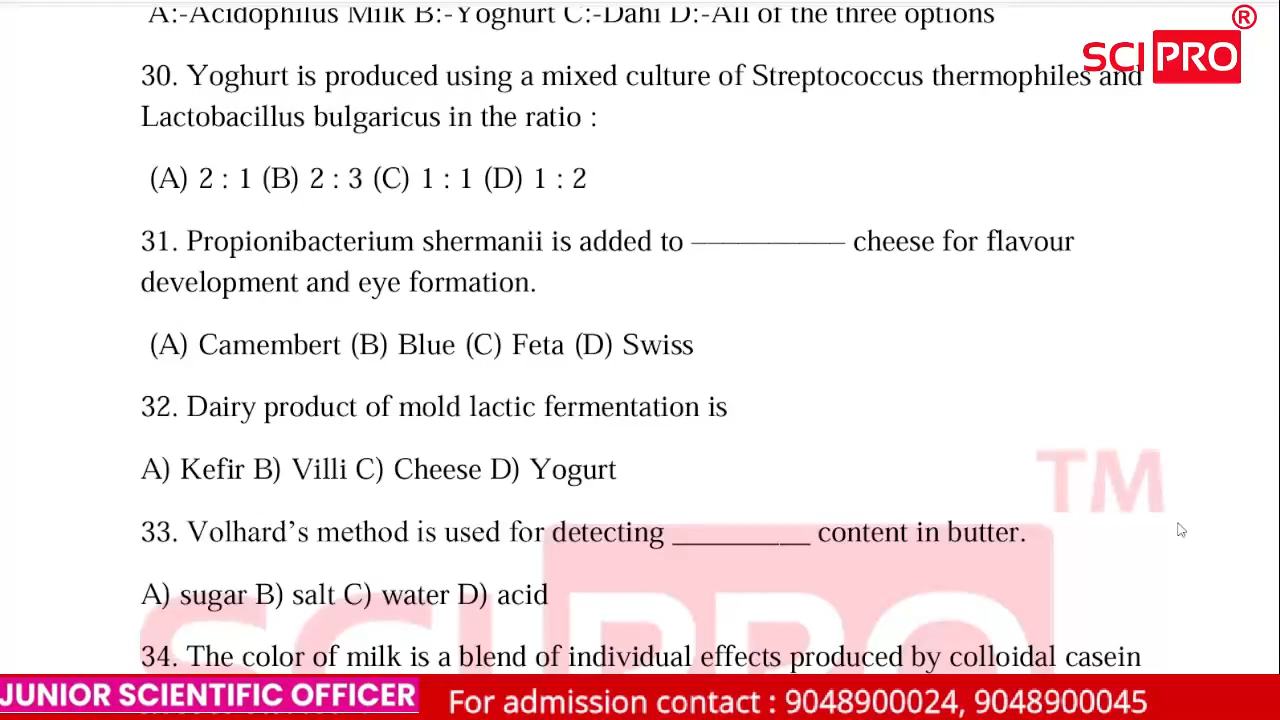 A:-Acidophilus Milk B:-Yoghurt C:-Dahi D:-All of the three options
®
SCIPRO
30. Yoghurt is produced using a mixed culture of Streptococcus thermophiles and
Lactobacillus bulgaricus in the ratio :
(A) 2 : 1 (B) 2 : 3 (C) 1 : 1 (D) 1 : 2
31. Propionibacterium shermanii is added to —————— cheese for flavour
development and eye formation.
(A) Camembert (B) Blue (C) Feta (D) Swiss
32. Dairy product of mold lactic fermentation is
A) Kefir B) Villi C) Cheese D) Yogurt
TM
33. Volhard’s method is used for detecting __________ content in butter.
A) sugar B) salt C) water D) acid
SCIPRO
34. The color of milk is a blend of individual effects produced by colloidal casein
JUNIOR SCIENTIFIC OFFICER
For admission contact : 9048900024, 9048900045